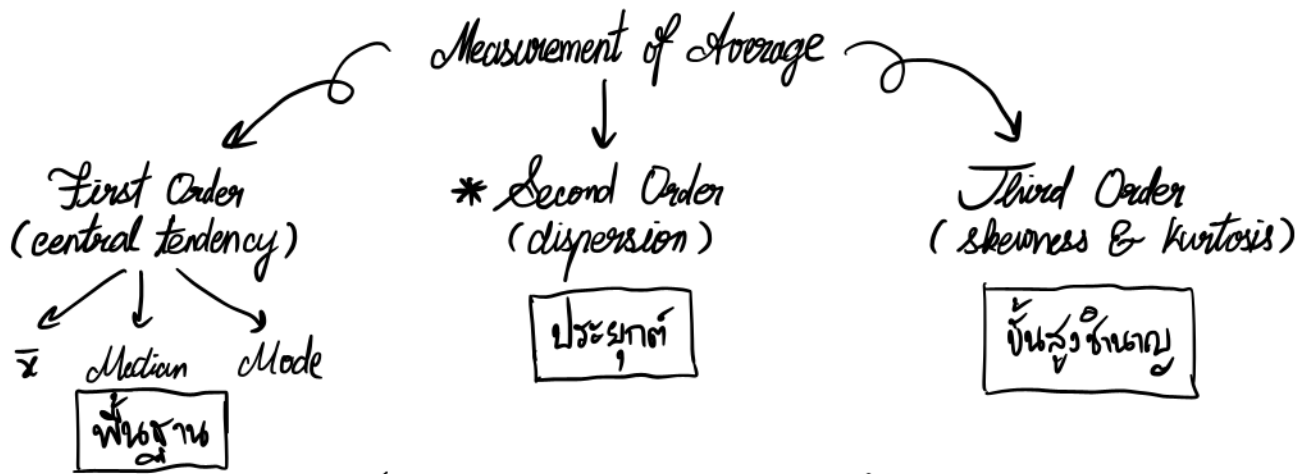 Measurement of Average
First Order
(central tendency)
x̄
Median
Mode
พื้นฐาน
* Second Order
(dispersion)
ประยุกต์
Third Order
(skewness & Kurtosis)
ขั้นสูงชำนาญ